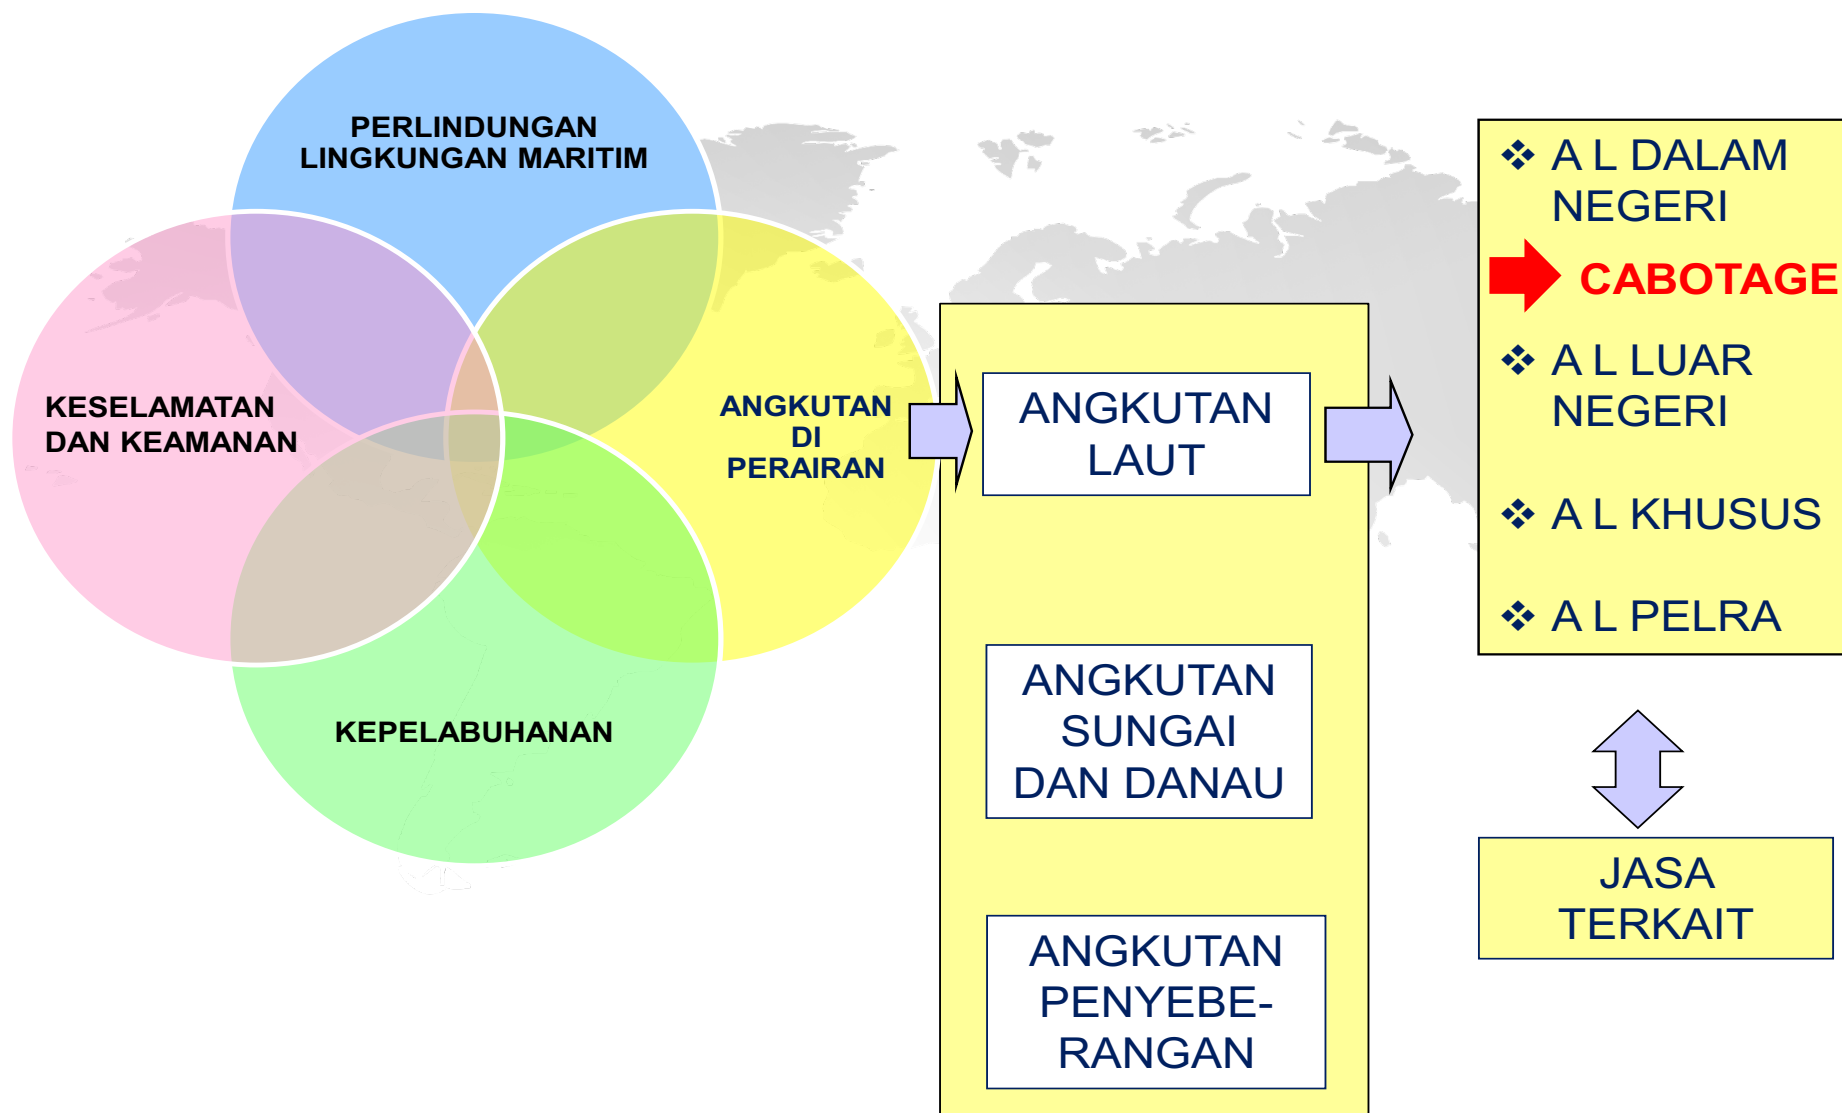 PERLINDUNGAN
LINGKUNGAN MARITIM
KESELAMATAN
DAN KEAMANAN
ANGKUTAN
DI
PERAIRAN
KEPELABUHANAN
ANGKUTAN
LAUT
ANGKUTAN
SUNGAI
DAN DANAU
ANGKUTAN
PENYEBE-
RANGAN
A L DALAM
NEGERI
CABOTAGE
A L LUAR
NEGERI
A L KHUSUS
A L PELRA
JASA
TERKAIT